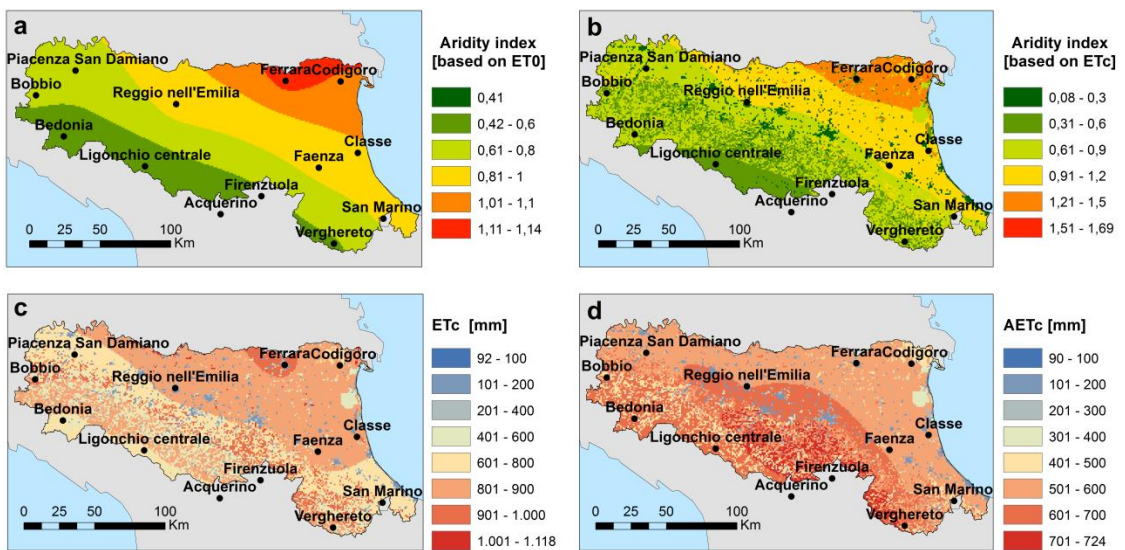 a
Piacenza San Damiano
Bobbio
Bedonia
Ligonchio centrale
Reggio nell'Emilia
FerraraCodigoro
Classe
Faenza
Firenzuola
Acquerino
San Marino
Verghereto
0 25 50 100
Km
Aridity index
[based on ET0]
0,41
0,42 - 0,6
0,61 - 0,8
0,81 - 1
1,01 - 1,1
1,11 - 1,14
b
Piacenza San Damiano
Bobbio
Bedonia
Ligonchio centrale
Reggio nell'Emilia
FerraraCodigoro
Classe
Faenza
Firenzuola
Acquerino
San Marino
Verghereto
0 25 50 100
Km
Aridity index
[based on ETc]
0,08 - 0,3
0,31 - 0,6
0,61 - 0,9
0,91 - 1,2
1,21 - 1,5
1,51 - 1,69
c
Piacenza San Damiano
Bobbio
Bedonia
Ligonchio centrale
Reggio nell'Emilia
FerraraCodigoro
Classe
Faenza
Firenzuola
Acquerino
San Marino
Verghereto
0 25 50 100
Km
ETc [mm]
92 - 100
101 - 200
201 - 400
401 - 600
601 - 800
801 - 900
901 - 1.000
1.001 - 1.118
d
Piacenza San Damiano
Bobbio
Bedonia
Ligonchio centrale
Reggio nell'Emilia
FerraraCodigoro
Classe
Faenza
Firenzuola
Acquerino
San Marino
Verghereto
0 25 50 100
Km
AETc [mm]
90 - 100
101 - 200
201 - 300
301 - 400
401 - 500
501 - 600
601 - 700
701 - 724